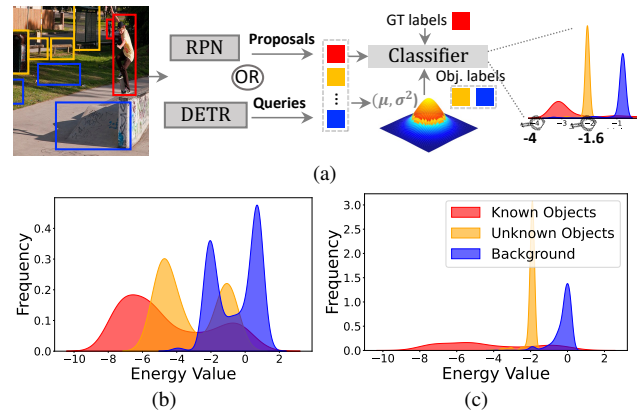 RPN
OR
DETR
Proposals
Queries
(μ, σ²)
GT labels
Classifier
Obj. labels
-3 -2 -1
-4 -1.6
(a)
Frequency
0.4
0.3
0.2
0.1
0.0
-10 -8 -6 -4 -2 0 2
Energy Value
(b)
Frequency
3.0
2.5
2.0
1.5
1.0
0.5
0.0
-10 -8 -6 -4 -2 0
Energy Value
Known Objects
Unknown Objects
Background
(c)